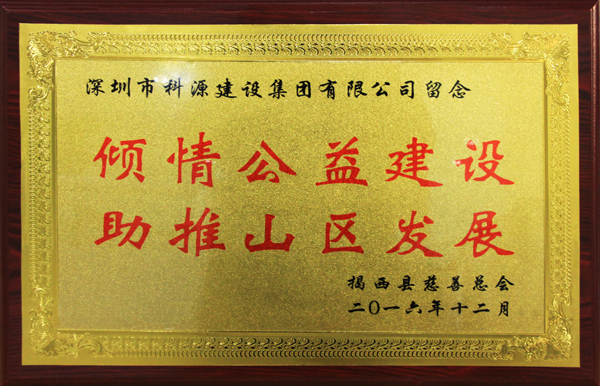 深圳市科源建设集团有限公司留念
倾情公益建设
助推山区发展
揭西县慈善总会
二〇一六年十二月